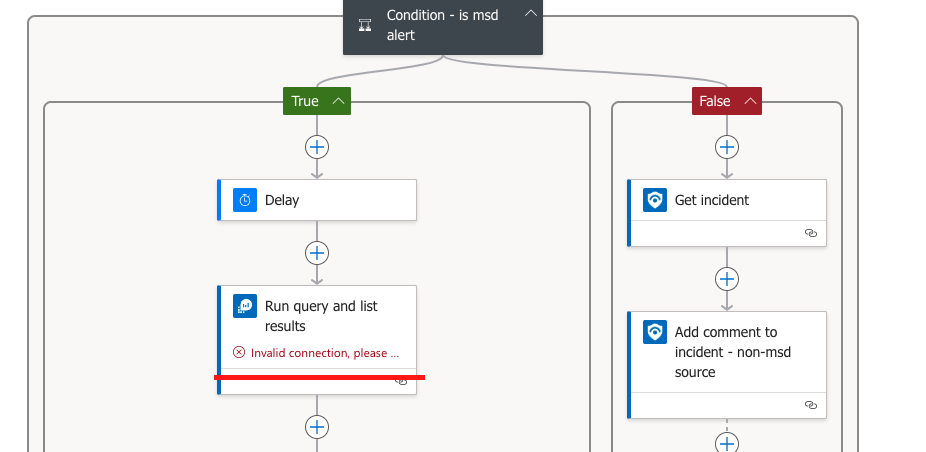 Condition - is msd
alert
True
False
Delay
Get incident
Run query and list
results
Invalid connection, please ...
Add comment to
incident - non-msd
source